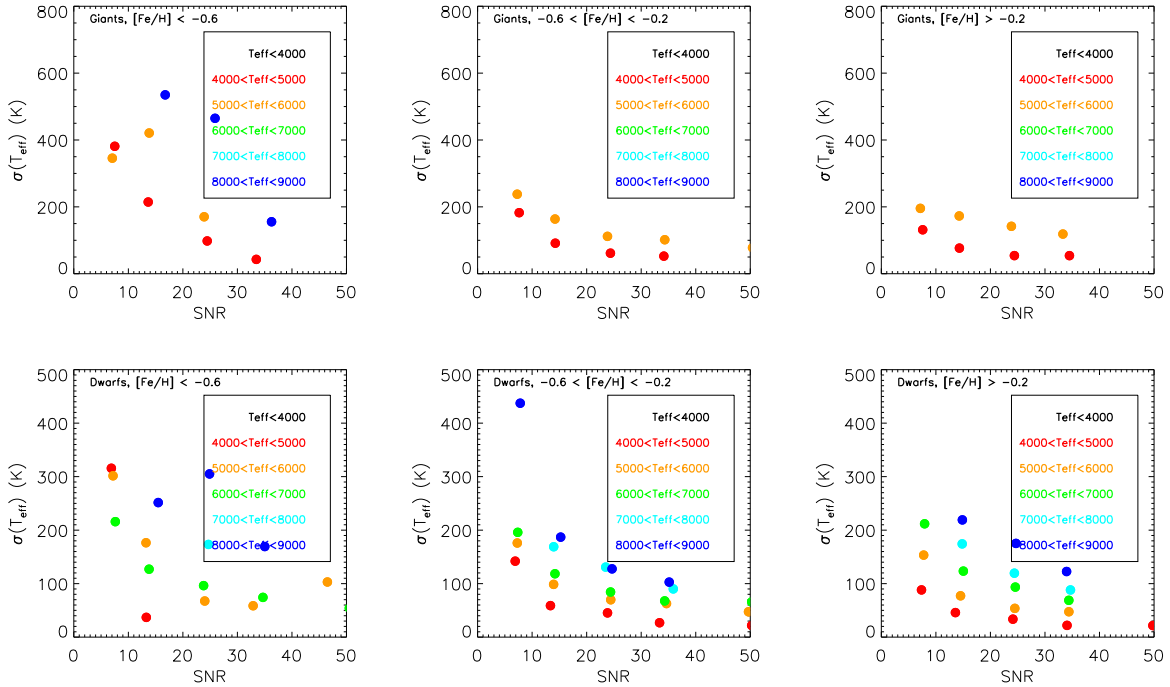 Giants, [Fe/H] < -0.6
800
600
400
200
0
σ(T_eff) (K)
Teff<4000
4000<Teff<5000
5000<Teff<6000
6000<Teff<7000
7000<Teff<8000
8000<Teff<9000
0 10 20 30 40 50
SNR
Giants, -0.6 < [Fe/H] < -0.2
800
600
400
200
0
σ(T_eff) (K)
Teff<4000
4000<Teff<5000
5000<Teff<6000
6000<Teff<7000
7000<Teff<8000
8000<Teff<9000
0 10 20 30 40 50
SNR
Giants, [Fe/H] > -0.2
800
600
400
200
0
σ(T_eff) (K)
Teff<4000
4000<Teff<5000
5000<Teff<6000
6000<Teff<7000
7000<Teff<8000
8000<Teff<9000
0 10 20 30 40 50
SNR
Dwarfs, [Fe/H] < -0.6
500
400
300
200
100
0
σ(T_eff) (K)
Teff<4000
4000<Teff<5000
5000<Teff<6000
6000<Teff<7000
7000<Teff<8000
8000<Teff<9000
0 10 20 30 40 50
SNR
Dwarfs, -0.6 < [Fe/H] < -0.2
500
400
300
200
100
0
σ(T_eff) (K)
Teff<4000
4000<Teff<5000
5000<Teff<6000
6000<Teff<7000
7000<Teff<8000
8000<Teff<9000
0 10 20 30 40 50
SNR
Dwarfs, [Fe/H] > -0.2
500
400
300
200
100
0
σ(T_eff) (K)
Teff<4000
4000<Teff<5000
5000<Teff<6000
6000<Teff<7000
7000<Teff<8000
8000<Teff<9000
0 10 20 30 40 50
SNR